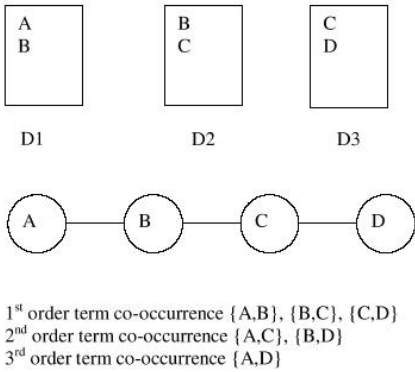 A
B
D1
B
C
D2
C
D
D3
A B C D
1st order term co-occurrence {A,B}, {B,C}, {C,D}
2nd order term co-occurrence {A,C}, {B,D}
3rd order term co-occurrence {A,D}